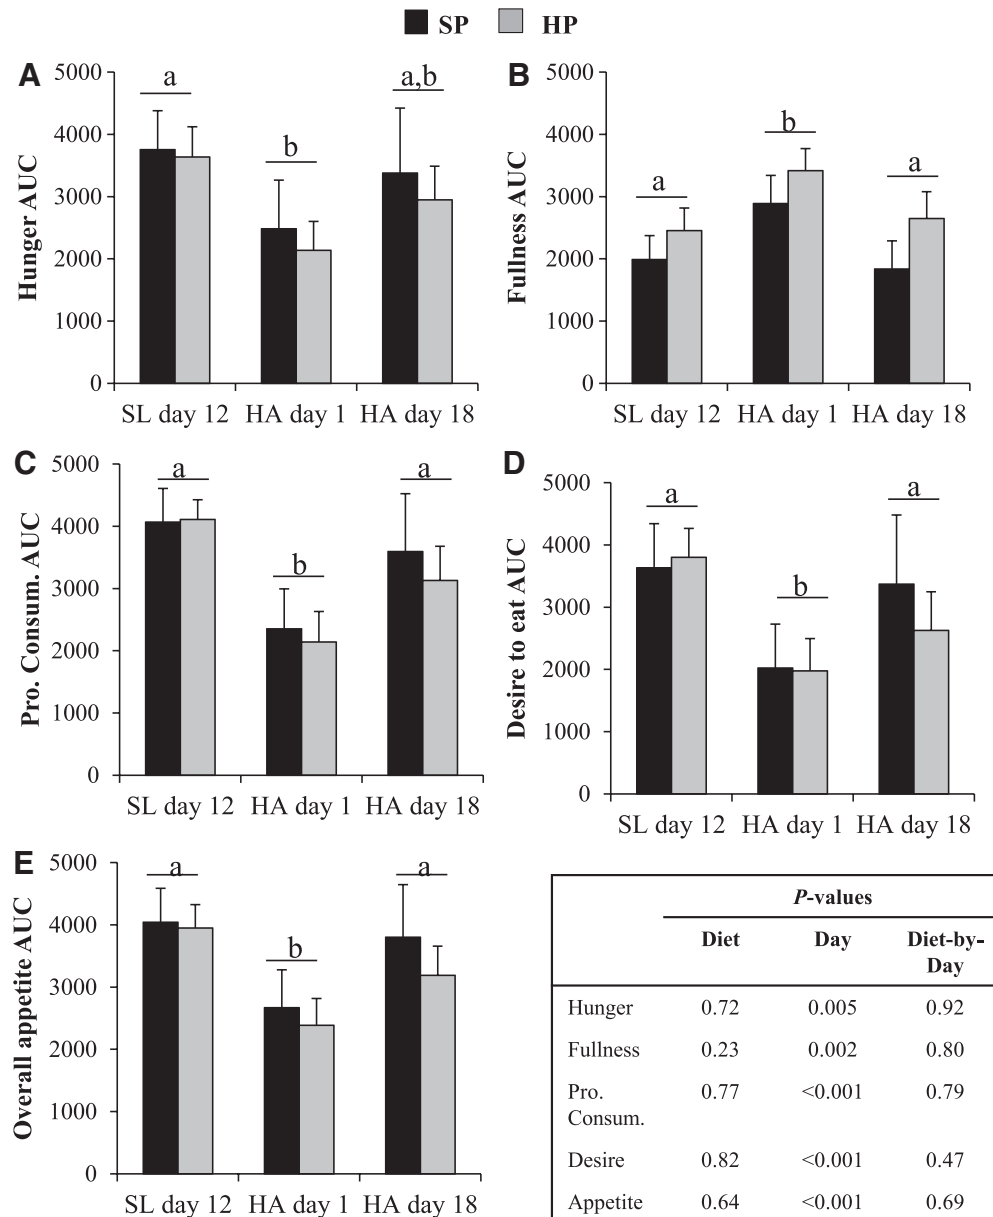 SP HP
A
Hunger AUC
5000
4000
3000
2000
1000
0
a
b
a,b
SL day 12 HA day 1 HA day 18
B
Fullness AUC
5000
4000
3000
2000
1000
0
a
b
a
SL day 12 HA day 1 HA day 18
C
Pro. Consum. AUC
5000
4000
3000
2000
1000
0
a
b
a
SL day 12 HA day 1 HA day 18
D
Desire to eat AUC
5000
4000
3000
2000
1000
0
a
b
a
SL day 12 HA day 1 HA day 18
E
Overall appetite AUC
5000
4000
3000
2000
1000
0
a
b
a
SL day 12 HA day 1 HA day 18
P-values
Diet Day Diet-by-
Day
Hunger 0.72 0.005 0.92
Fullness 0.23 0.002 0.80
Pro. 0.77 <0.001 0.79
Consum.
Desire 0.82 <0.001 0.47
Appetite 0.64 <0.001 0.69